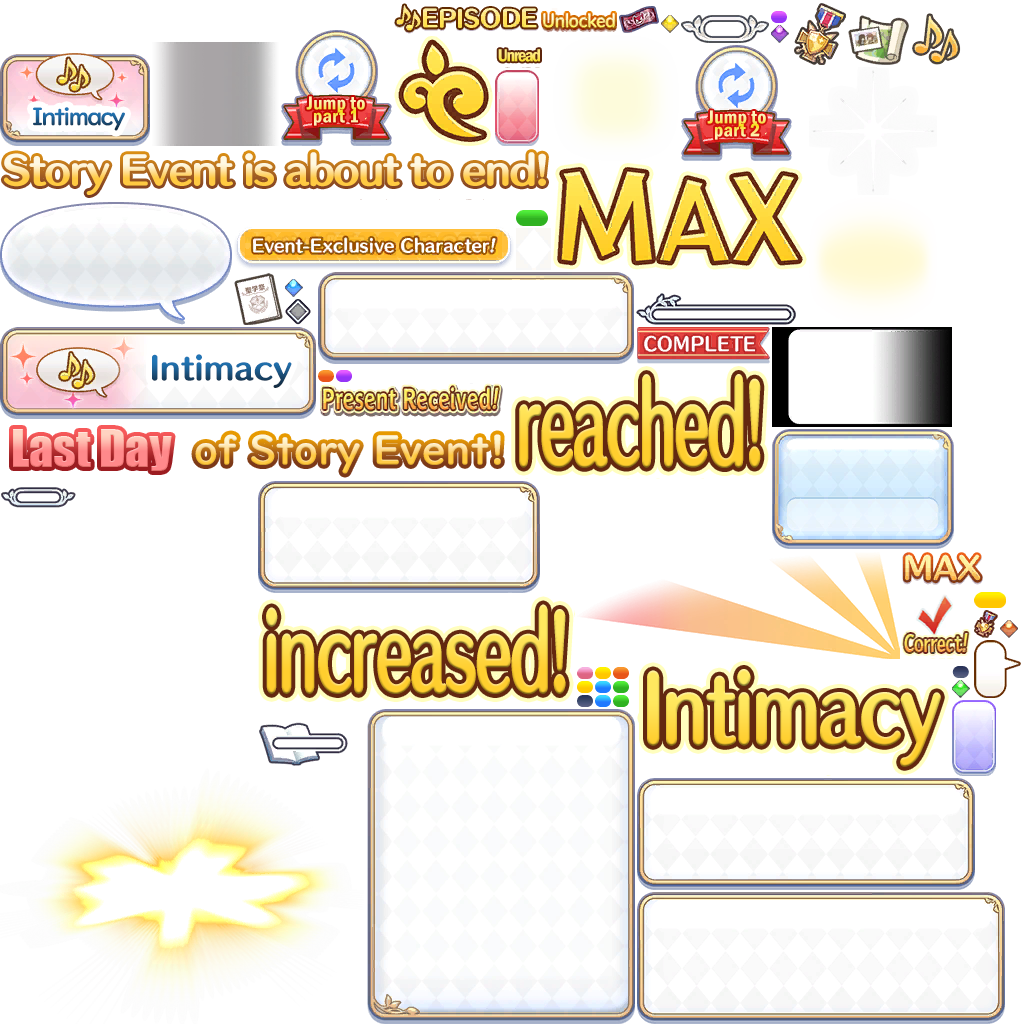 EPISODE Unlocked
Unread
Intimacy
Jump to
part 1
Jump to
part 2
Story Event is about to end!
MAX
Event-Exclusive Character!
COMPLETE
Intimacy
Present Received!
reached!
Last Day of Story Event!
MAX
Correct!
increased!
Intimacy